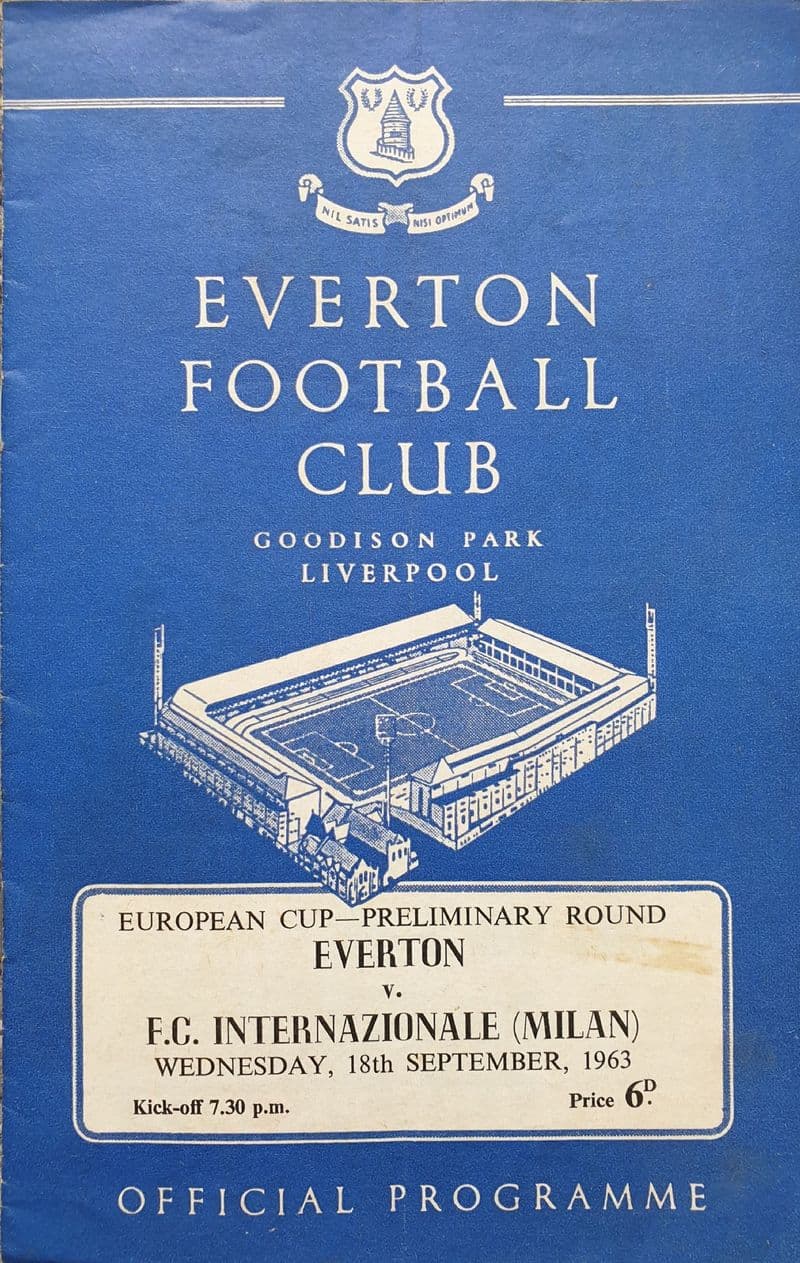 NIL SATIS NISI OPTIMUM
EVERTON
FOOTBALL
CLUB
GOODISON PARK
LIVERPOOL
EUROPEAN CUP—PRELIMINARY ROUND
EVERTON
v.
F.C. INTERNAZIONALE (MILAN)
WEDNESDAY, 18th SEPTEMBER, 1963
Kick-off 7.30 p.m. Price 6D.
OFFICIAL PROGRAMME